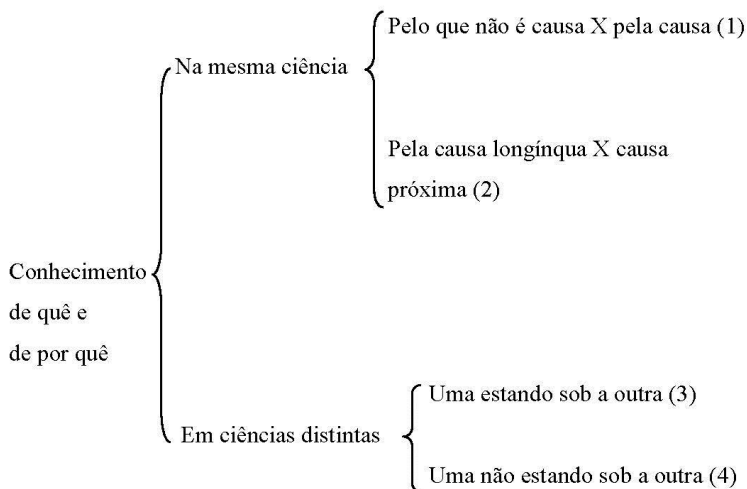 Pelo que não é causa X pela causa (1)
Na mesma ciência
Pela causa longínqua X causa
próxima (2)
Conhecimento
de quê e
de por quê
Uma estando sob a outra (3)
Em ciências distintas
Uma não estando sob a outra (4)